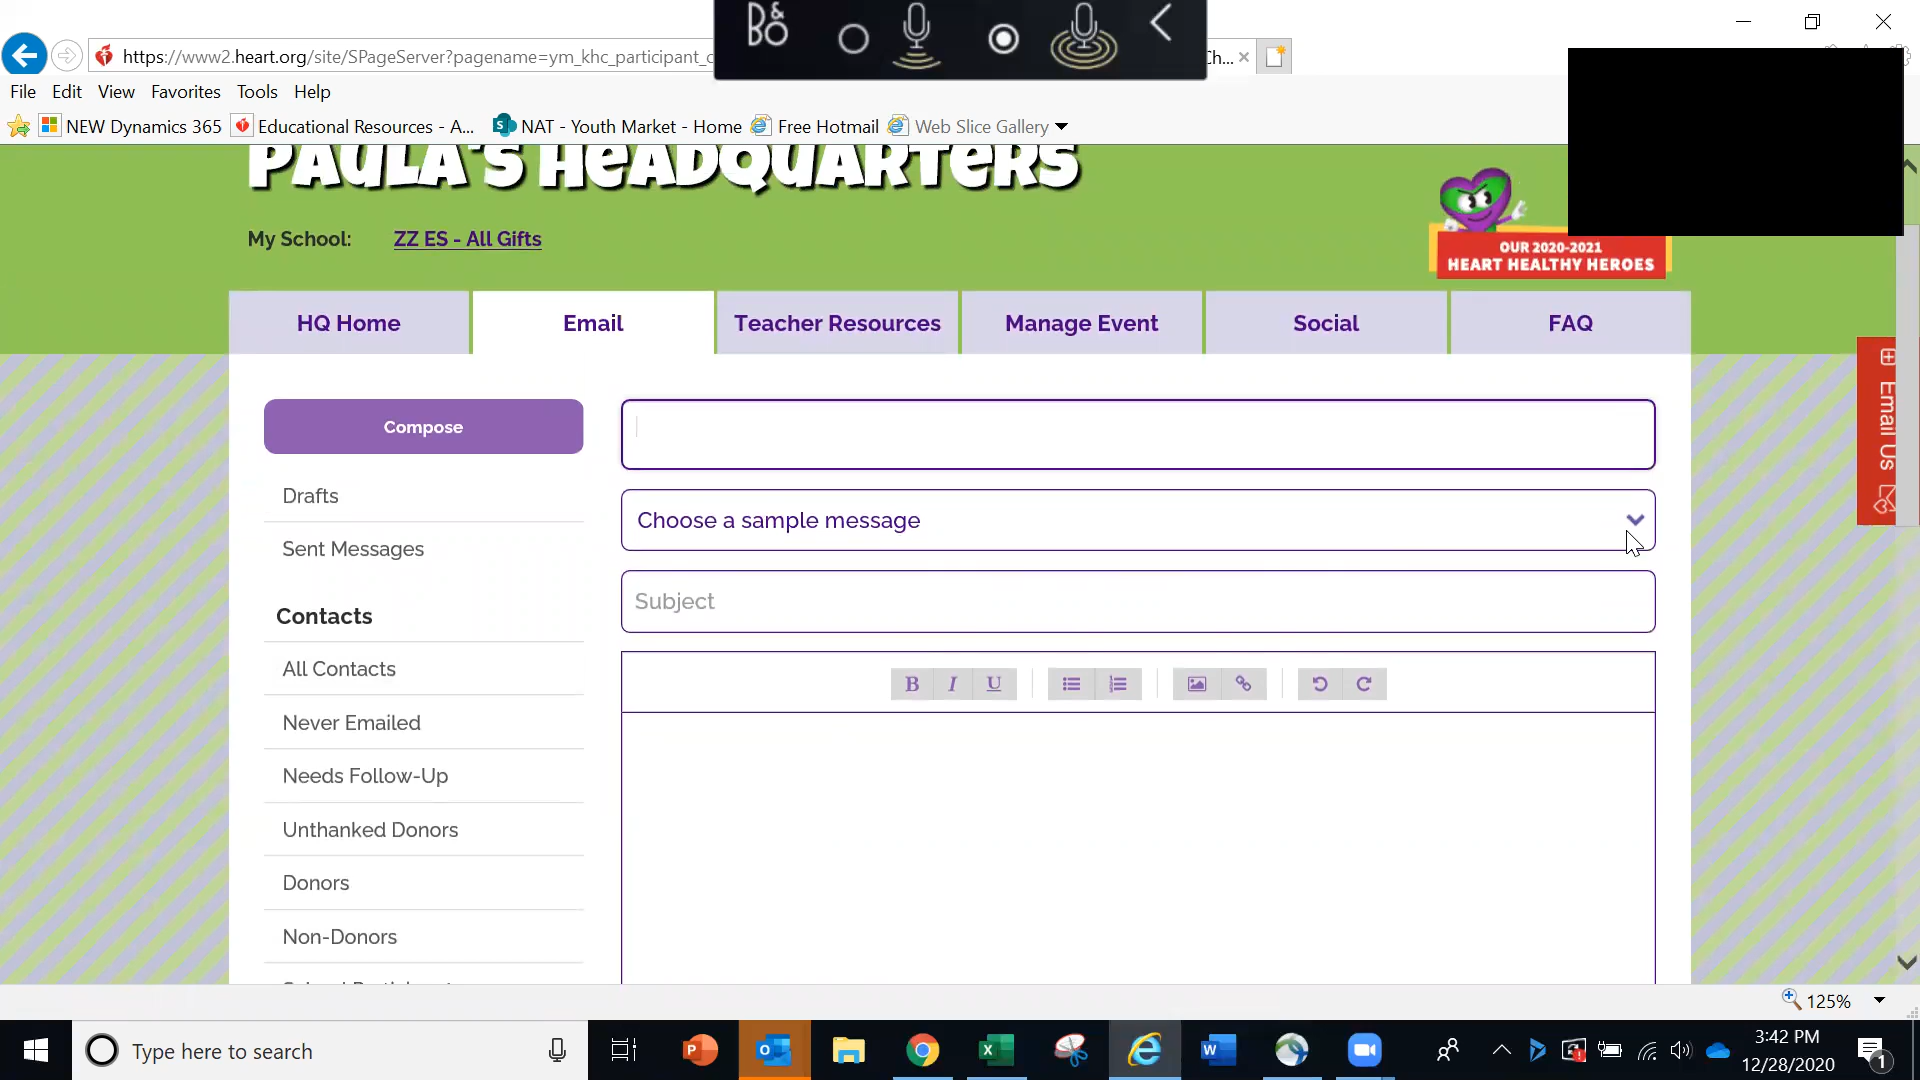 B&O
https://www2.heart.org/site/SPageServer?pagename=ym_khc_participant_c
Ch...
File Edit View Favorites Tools Help
NEW Dynamics 365 Educational Resources - A... NAT - Youth Market - Home Free Hotmail Web Slice Gallery
PAULA'S HEADQUARTERS
My School: ZZ ES - All Gifts
OUR 2020-2021
HEART HEALTHY HEROES
HQ Home Email Teacher Resources Manage Event Social FAQ
Email Us
Compose
Choose a sample message
Drafts
Sent Messages
Subject
Contacts
All Contacts
B I U
Never Emailed
Needs Follow-Up
Unthanked Donors
Donors
Non-Donors
125%
Type here to search
3:42 PM
12/28/2020
1